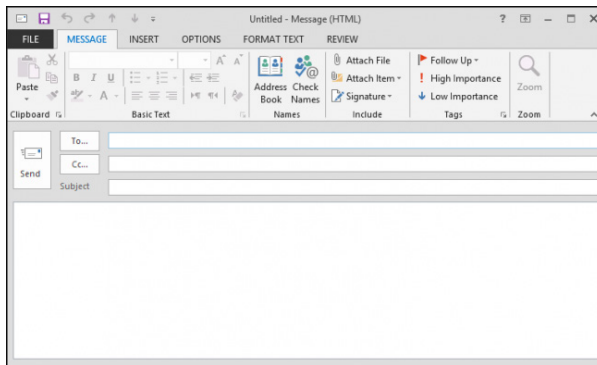 Untitled - Message (HTML)
FILE MESSAGE INSERT OPTIONS FORMAT TEXT REVIEW
Paste
B I U
A
Address Book
Check Names
Attach File
Attach Item
Signature
Follow Up
High Importance
Low Importance
Zoom
Clipboard Basic Text Names Include Tags Zoom
Send
To...
Cc...
Subject